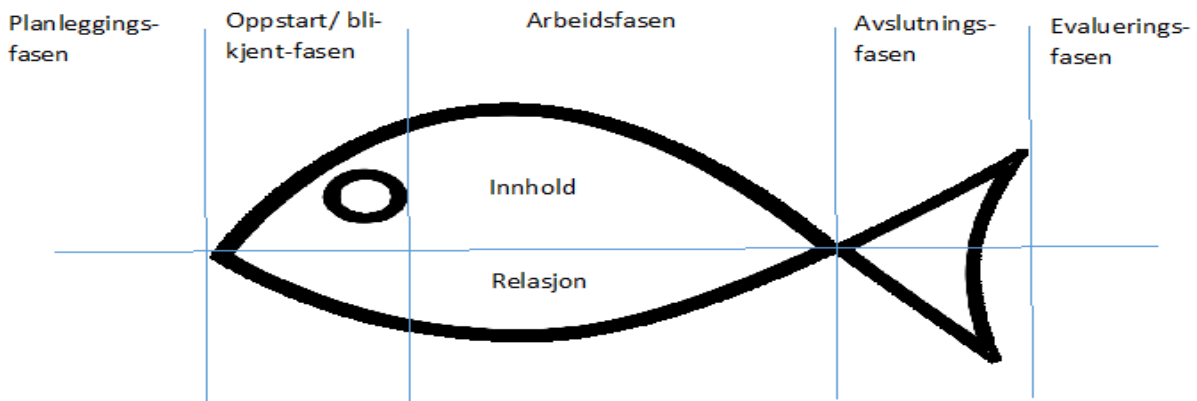 Planleggings-
fasen
Oppstart/ bli-
kjent-fasen
Arbeidsfasen
Avslutnings-
fasen
Evaluerings-
fasen
Innhold
Relasjon